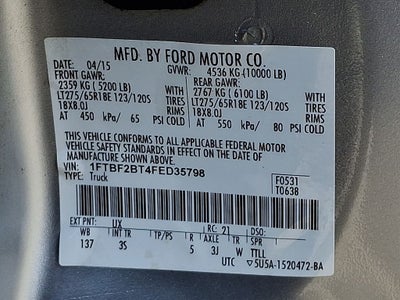 MFD. BY FORD MOTOR CO.
DATE: 04/15 GVWR: 4536 KG (10000 LB)
FRONT GAWR: REAR GAWR:
2359 KG ( 5200 LB) WITH 2767 KG ( 6100 LB) WITH
LT275/65R18E 123/120S TIRES LT275/65R18E 123/120S TIRES
18X8.0J RIMS 18X8.0J RIMS
AT 450 kPa/ 65 PSI COLD AT 550 kPa/ 80 PSI COLD
THIS VEHICLE CONFORMS TO ALL APPLICABLE FEDERAL MOTOR
VEHICLE SAFETY STANDARDS IN EFFECT ON THE DATE OF
MANUFACTURE SHOWN ABOVE.
VIN: 1FTBF2BT4FED35798 F0531
TYPE: Truck T0638
EXT PNT: UX RC: 21 DSO:
WB INT TR TP/PS R AXLE TR SPR
137 3S 5 3J W TTLL
UTC 5U5A-1520472-BA